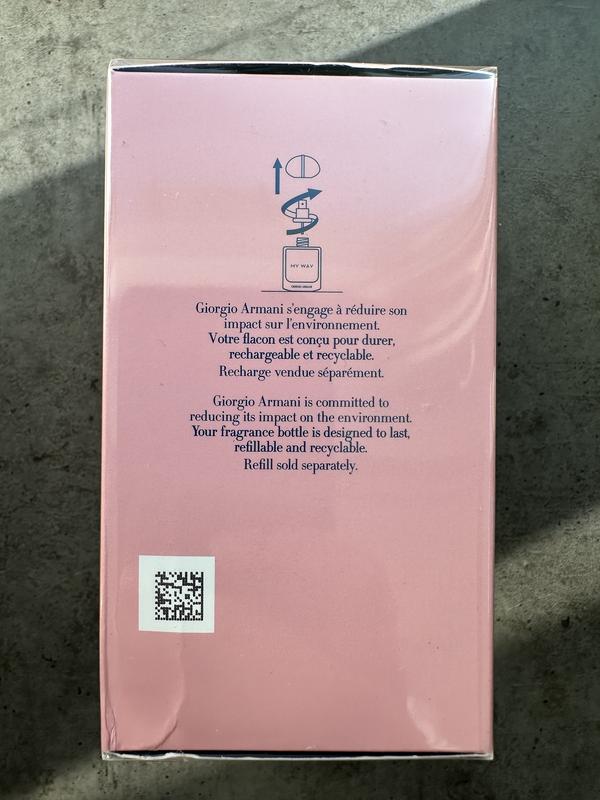 MY WAY
GIORGIO ARMANI
Giorgio Armani s'engage à réduire son
impact sur l'environnement.
Votre flacon est conçu pour durer,
rechargeable et recyclable.
Recharge vendue séparément.
Giorgio Armani is committed to
reducing its impact on the environment.
Your fragrance bottle is designed to last,
refillable and recyclable.
Refill sold separately.